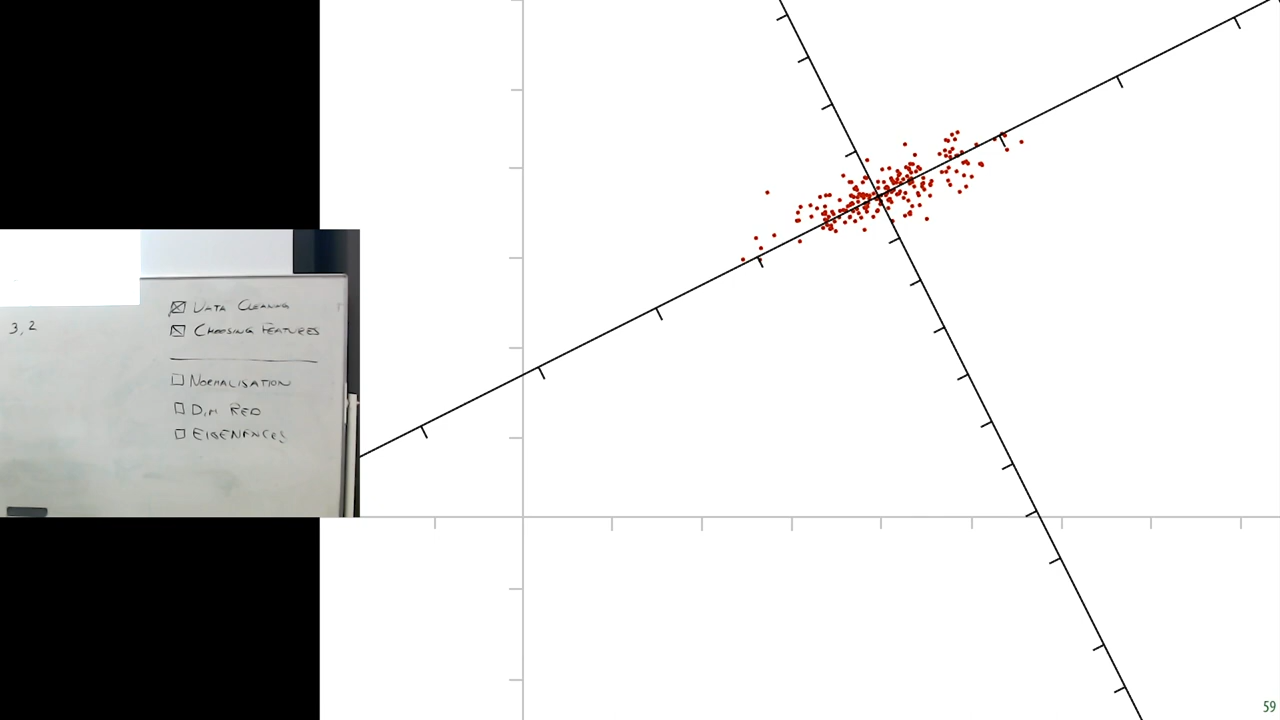 3, 2
DATA CLEANING
CHOOSING FEATURES
NORMALISATION
DIM RED
EIGENFACES
59